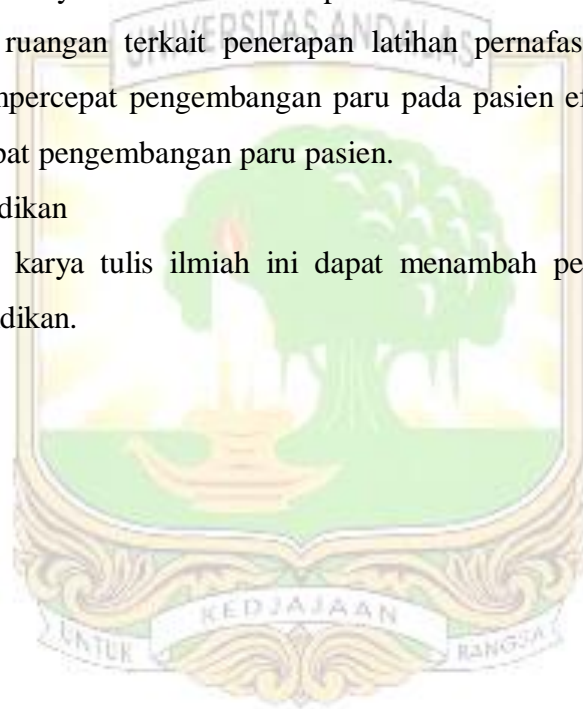 UNIVERSITAS ANDALAS
ruangan terkait penerapan latihan pernafas
percepat pengembangan paru pada pasien ef
pat pengembangan paru pasien.
dikan
karya tulis ilmiah ini dapat menambah pe
dikan.
KEDJAJAAN
UNTUK BANGSA